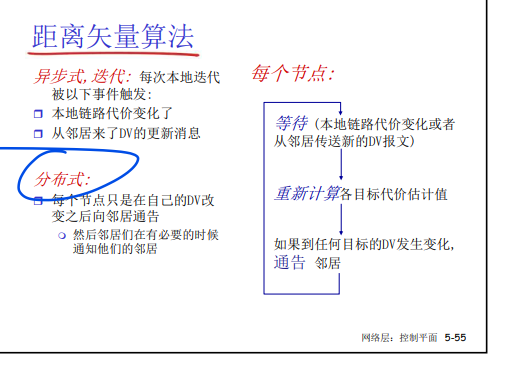 距离矢量算法
异步式,迭代: 每次本地迭代
被以下事件触发:
本地链路代价变化了
从邻居来了DV的更新消息
分布式:
每个节点只是在自己的DV改
变之后向邻居通告
然后邻居们在有必要的时候
通知他们的邻居
每个节点:
等待 (本地链路代价变化或者
从邻居传送新的DV报文)
重新计算各目标代价估计值
如果到任何目标的DV发生变化,
通告 邻居
网络层: 控制平面 5-55